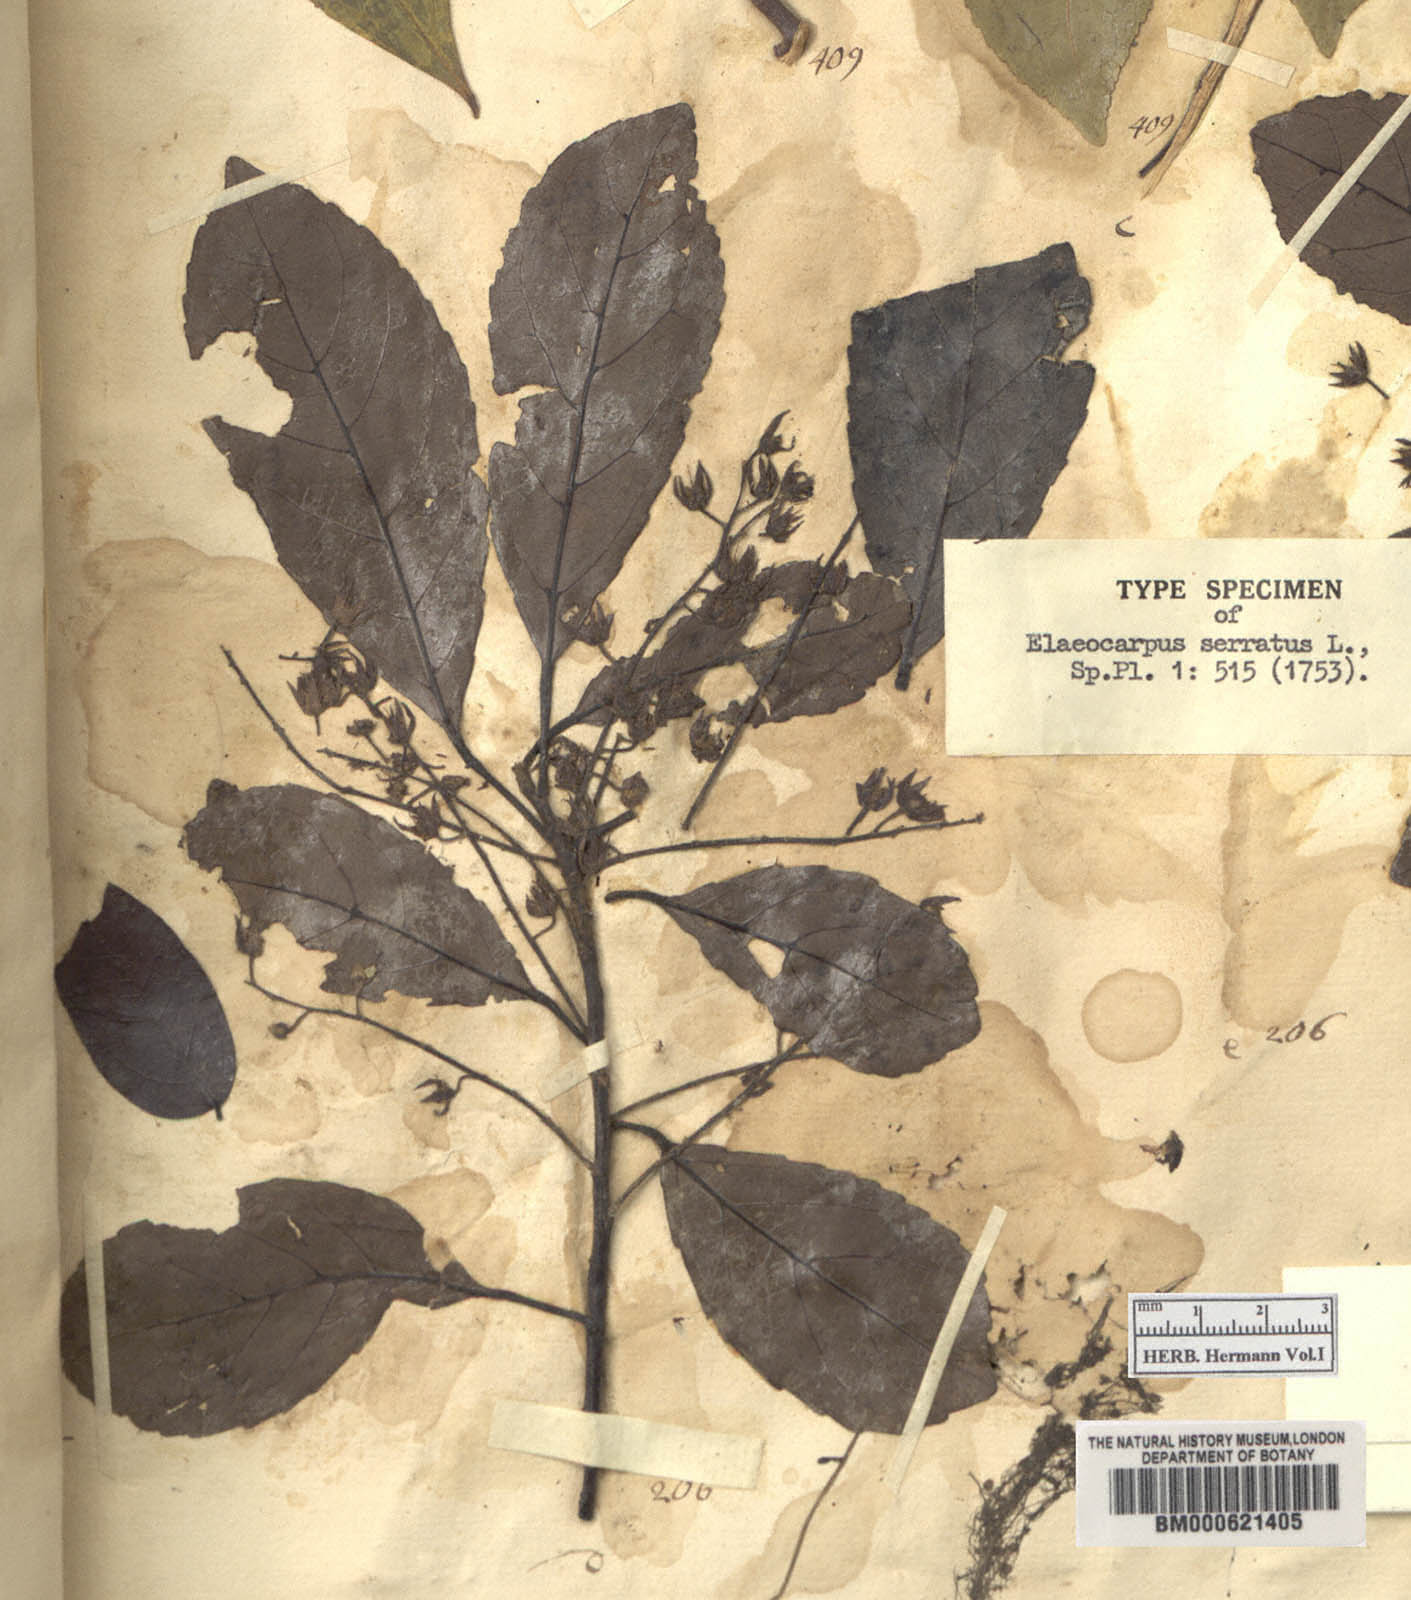 409
409
c
TYPE SPECIMEN
of
Elaeocarpus serratus L.,
Sp.Pl. 1: 515 (1753).
e 206
mm 1 2 3
HERB. Hermann Vol.I
THE NATURAL HISTORY MUSEUM,LONDON
DEPARTMENT OF BOTANY
BM000621405
206